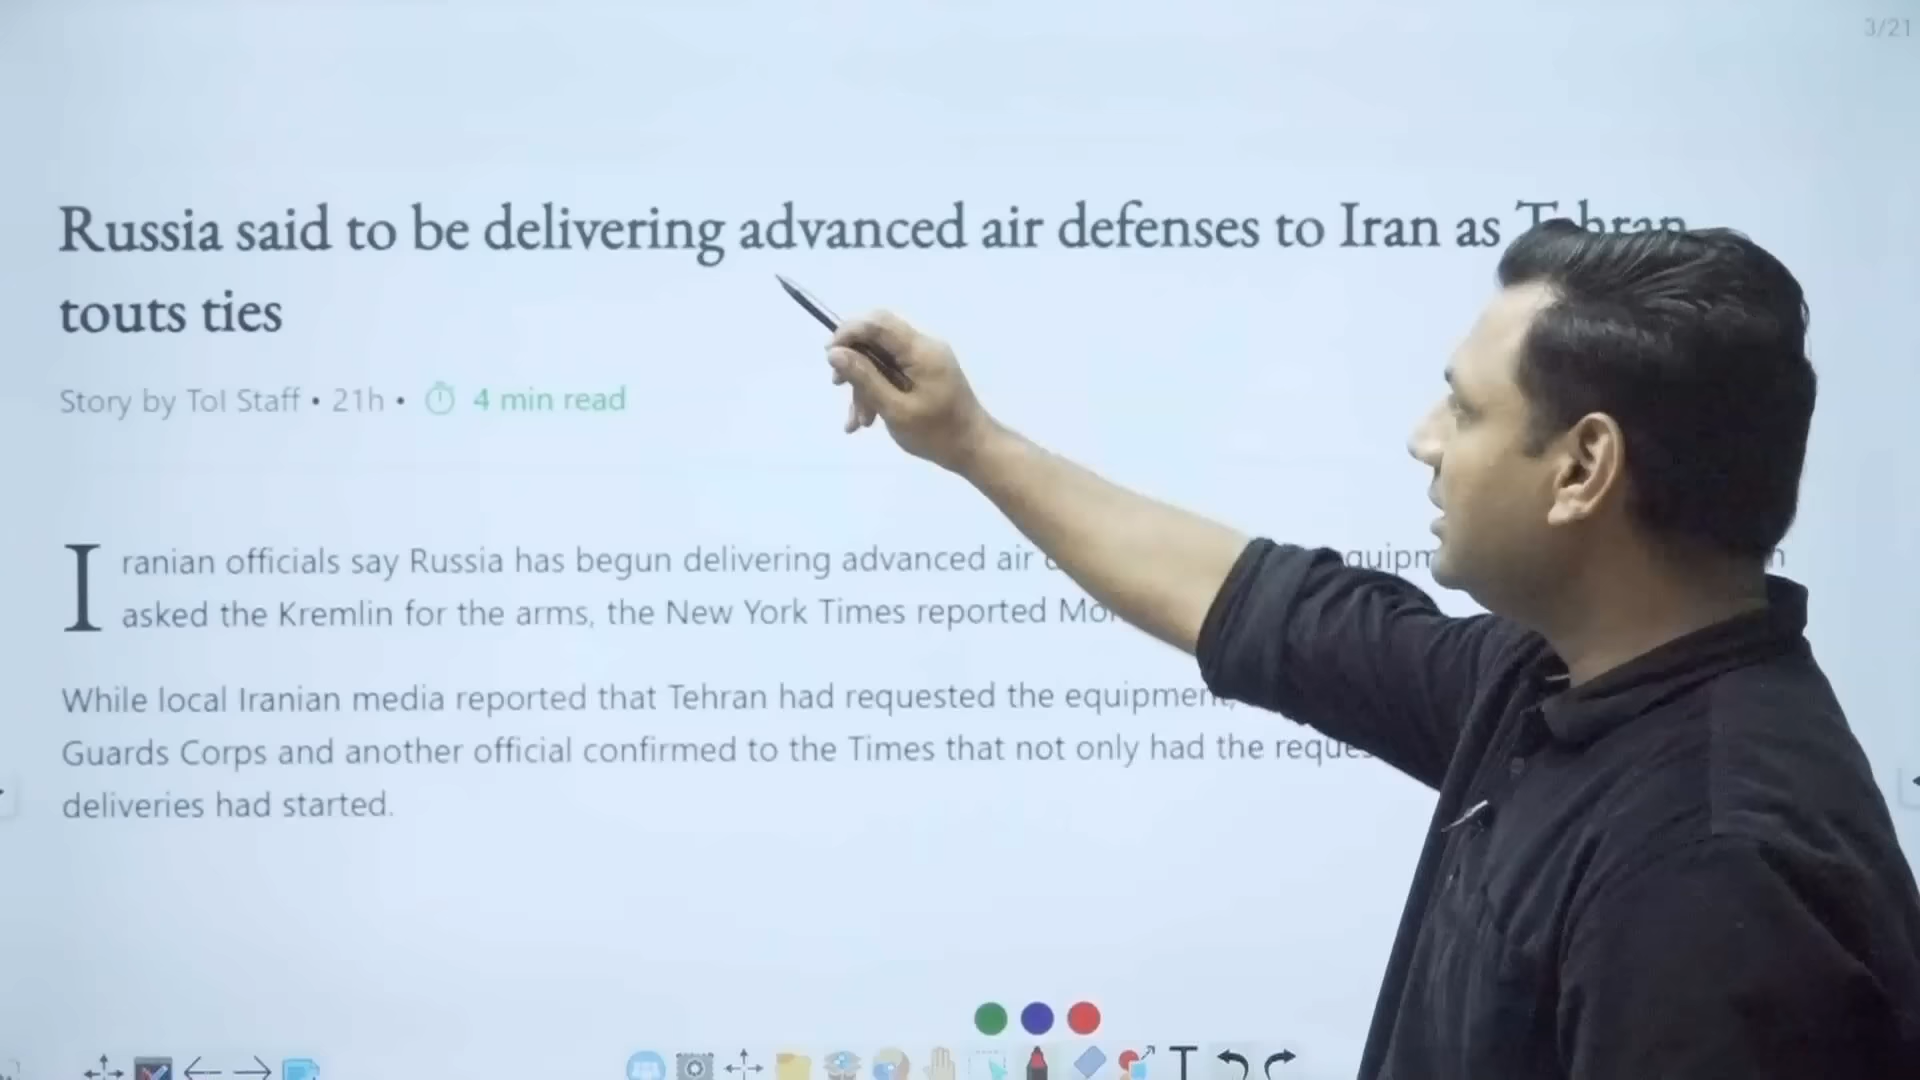 3/21
Russia said to be delivering advanced air defenses to Iran as Tehran
touts ties
Story by ToI Staff • 21h • 4 min read
Iranian officials say Russia has begun delivering advanced air
asked the Kremlin for the arms, the New York Times reported
While local Iranian media reported that Tehran had requested the equipment,
Guards Corps and another official confirmed to the Times that not only had the
deliveries had started.
T